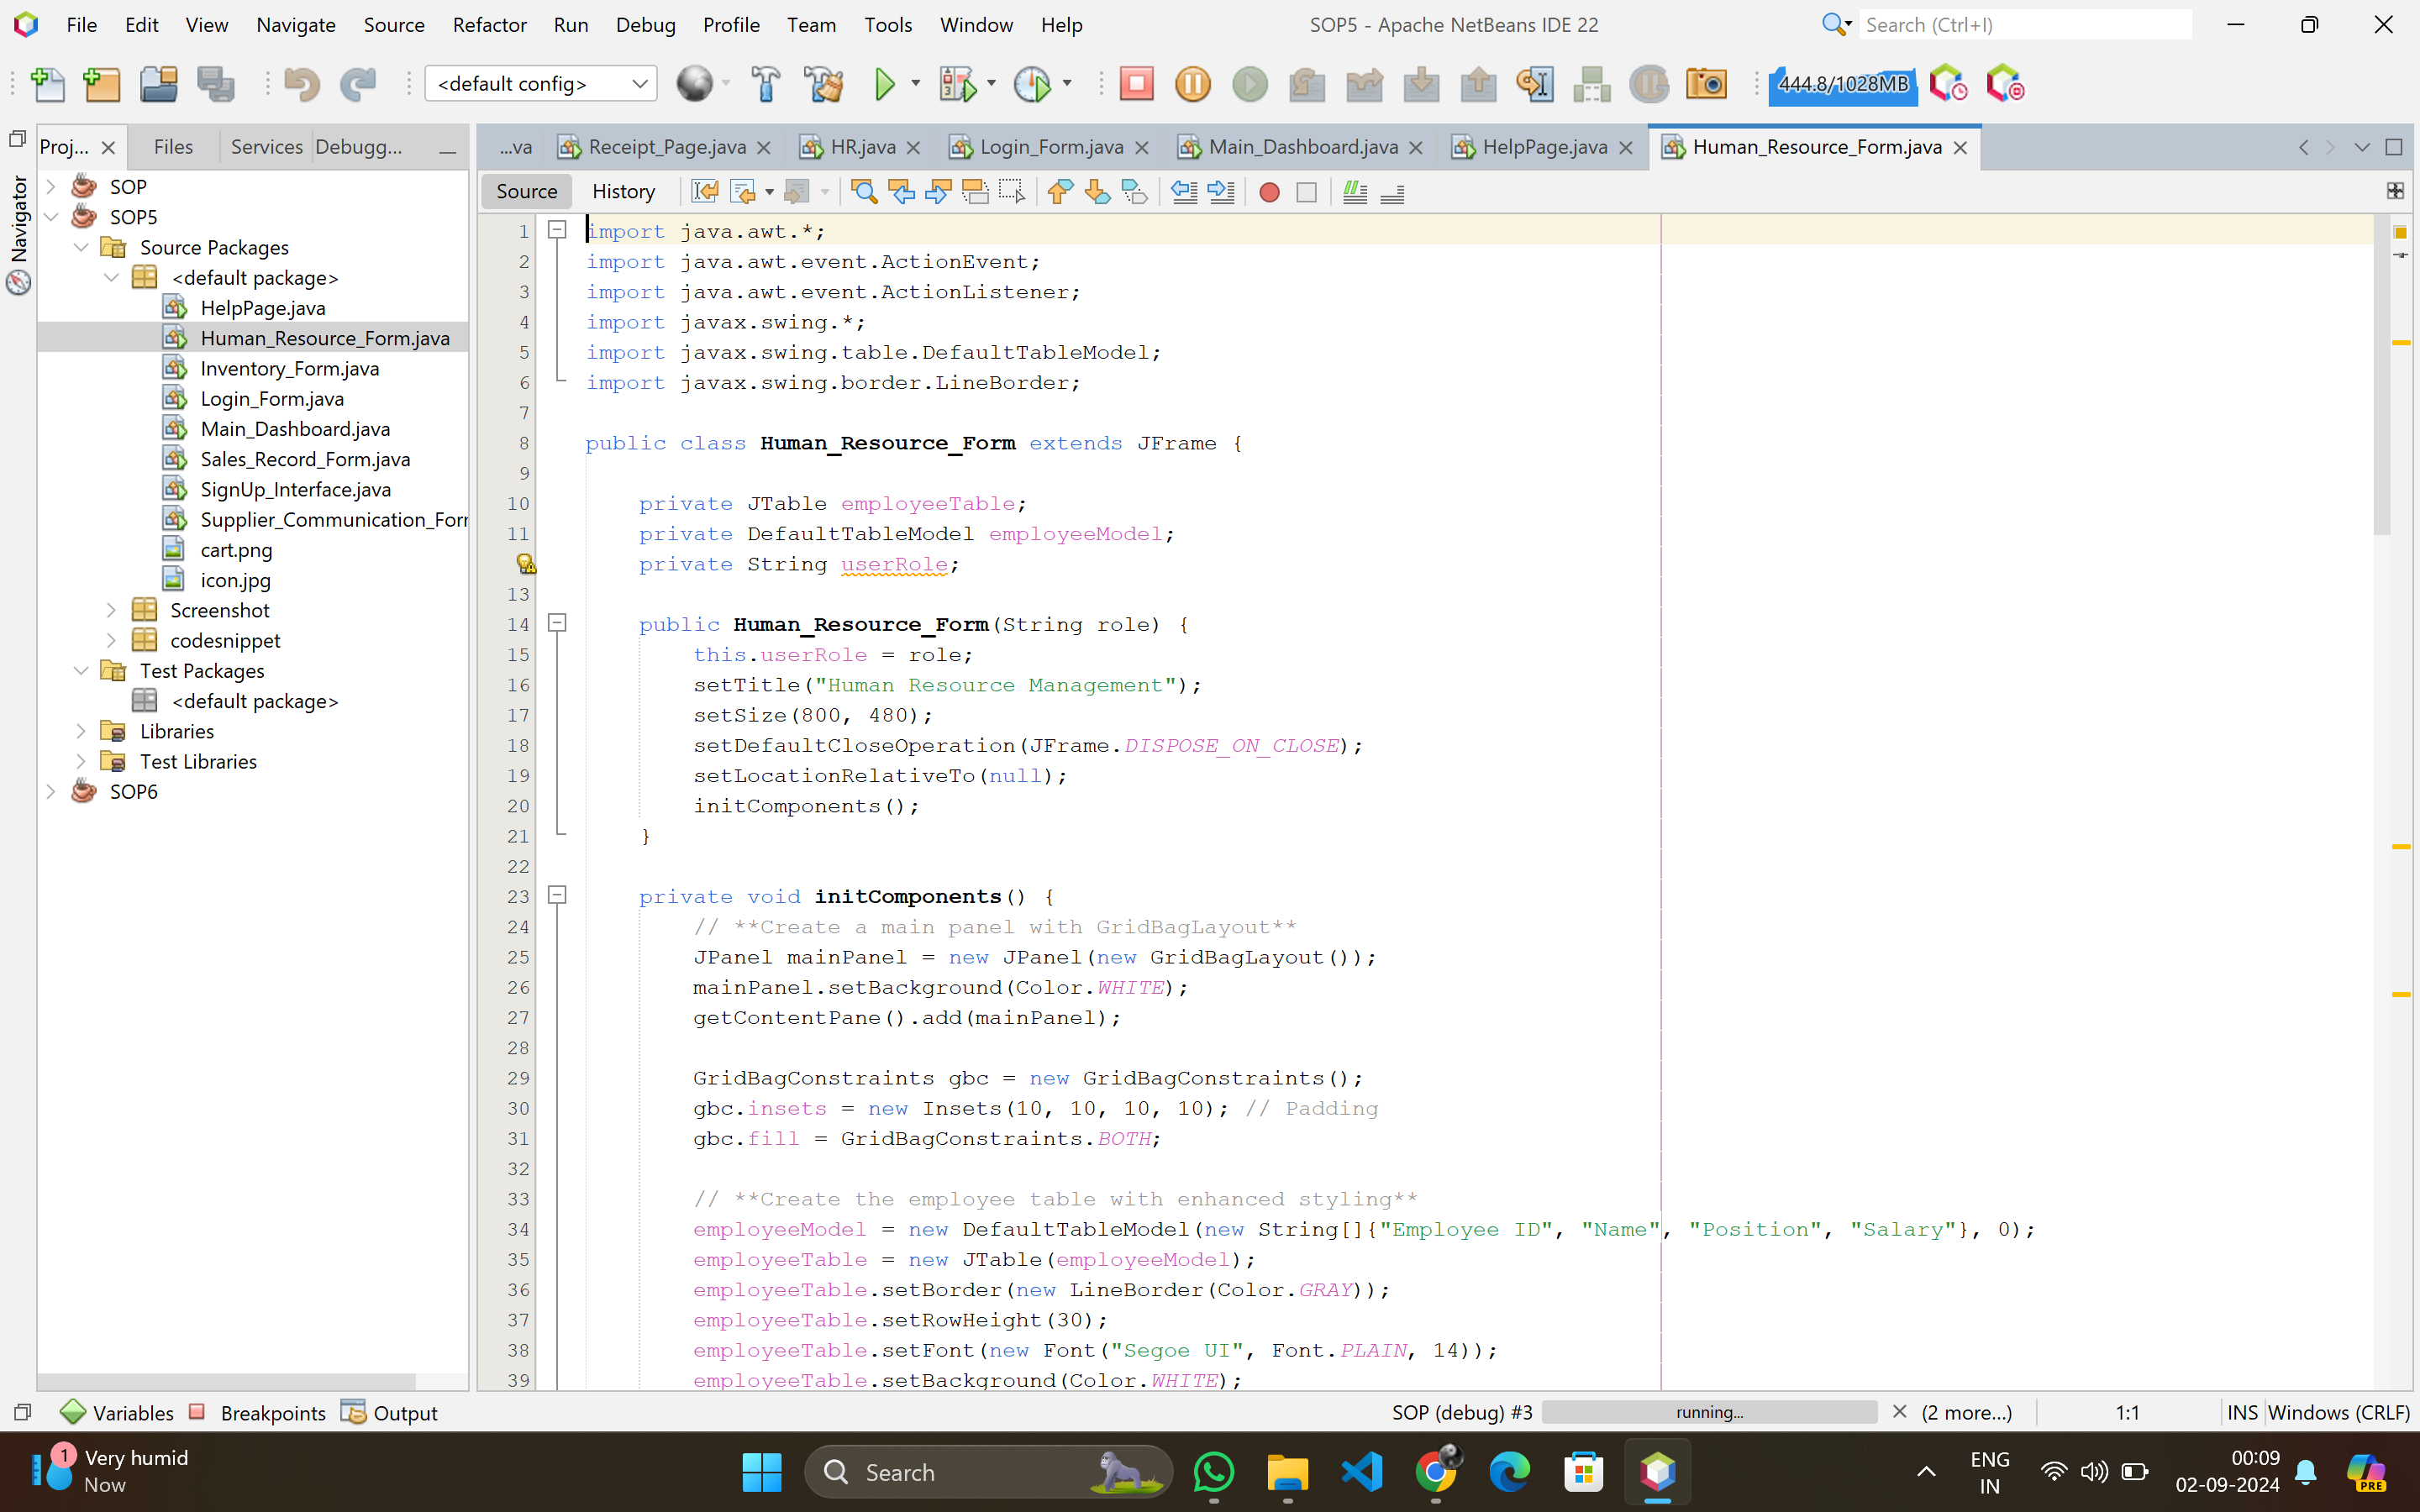 File Edit View Navigate Source Refactor Run Debug Profile Team Tools Window Help
SOP5 - Apache NetBeans IDE 22
Search (Ctrl+I)
<default config>
444.8/1028MB
Proj... Files Services Debugg...
Navigator
...va Receipt_Page.java HR.java Login_Form.java Main_Dashboard.java HelpPage.java Human_Resource_Form.java
Source History
SOP
SOP5
Source Packages
<default package>
HelpPage.java
Human_Resource_Form.java
Inventory_Form.java
Login_Form.java
Main_Dashboard.java
Sales_Record_Form.java
SignUp_Interface.java
Supplier_Communication_For
cart.png
icon.jpg
Screenshot
codesnippet
Test Packages
<default package>
Libraries
Test Libraries
SOP6
1 import java.awt.*;
2 import java.awt.event.ActionEvent;
3 import java.awt.event.ActionListener;
4 import javax.swing.*;
5 import javax.swing.table.DefaultTableModel;
6 import javax.swing.border.LineBorder;
7
8 public class Human_Resource_Form extends JFrame {
9
10 private JTable employeeTable;
11 private DefaultTableModel employeeModel;
private String userRole;
13
14 public Human_Resource_Form(String role) {
15 this.userRole = role;
16 setTitle("Human Resource Management");
17 setSize(800, 480);
18 setDefaultCloseOperation(JFrame.DISPOSE_ON_CLOSE);
19 setLocationRelativeTo(null);
20 initComponents();
21 }
22
23 private void initComponents() {
24 // **Create a main panel with GridBagLayout**
25 JPanel mainPanel = new JPanel(new GridBagLayout());
26 mainPanel.setBackground(Color.WHITE);
27 getContentPane().add(mainPanel);
28
29 GridBagConstraints gbc = new GridBagConstraints();
30 gbc.insets = new Insets(10, 10, 10, 10); // Padding
31 gbc.fill = GridBagConstraints.BOTH;
32
33 // **Create the employee table with enhanced styling**
34 employeeModel = new DefaultTableModel(new String[]{"Employee ID", "Name", "Position", "Salary"}, 0);
35 employeeTable = new JTable(employeeModel);
36 employeeTable.setBorder(new LineBorder(Color.GRAY));
37 employeeTable.setRowHeight(30);
38 employeeTable.setFont(new Font("Segoe UI", Font.PLAIN, 14));
39 employeeTable.setBackground(Color.WHITE);
Variables Breakpoints Output
SOP (debug) #3 running... (2 more...) 1:1 INS Windows (CRLF)
1 Very humid
Now
Search
PRE
ENG
IN
00:09
02-09-2024